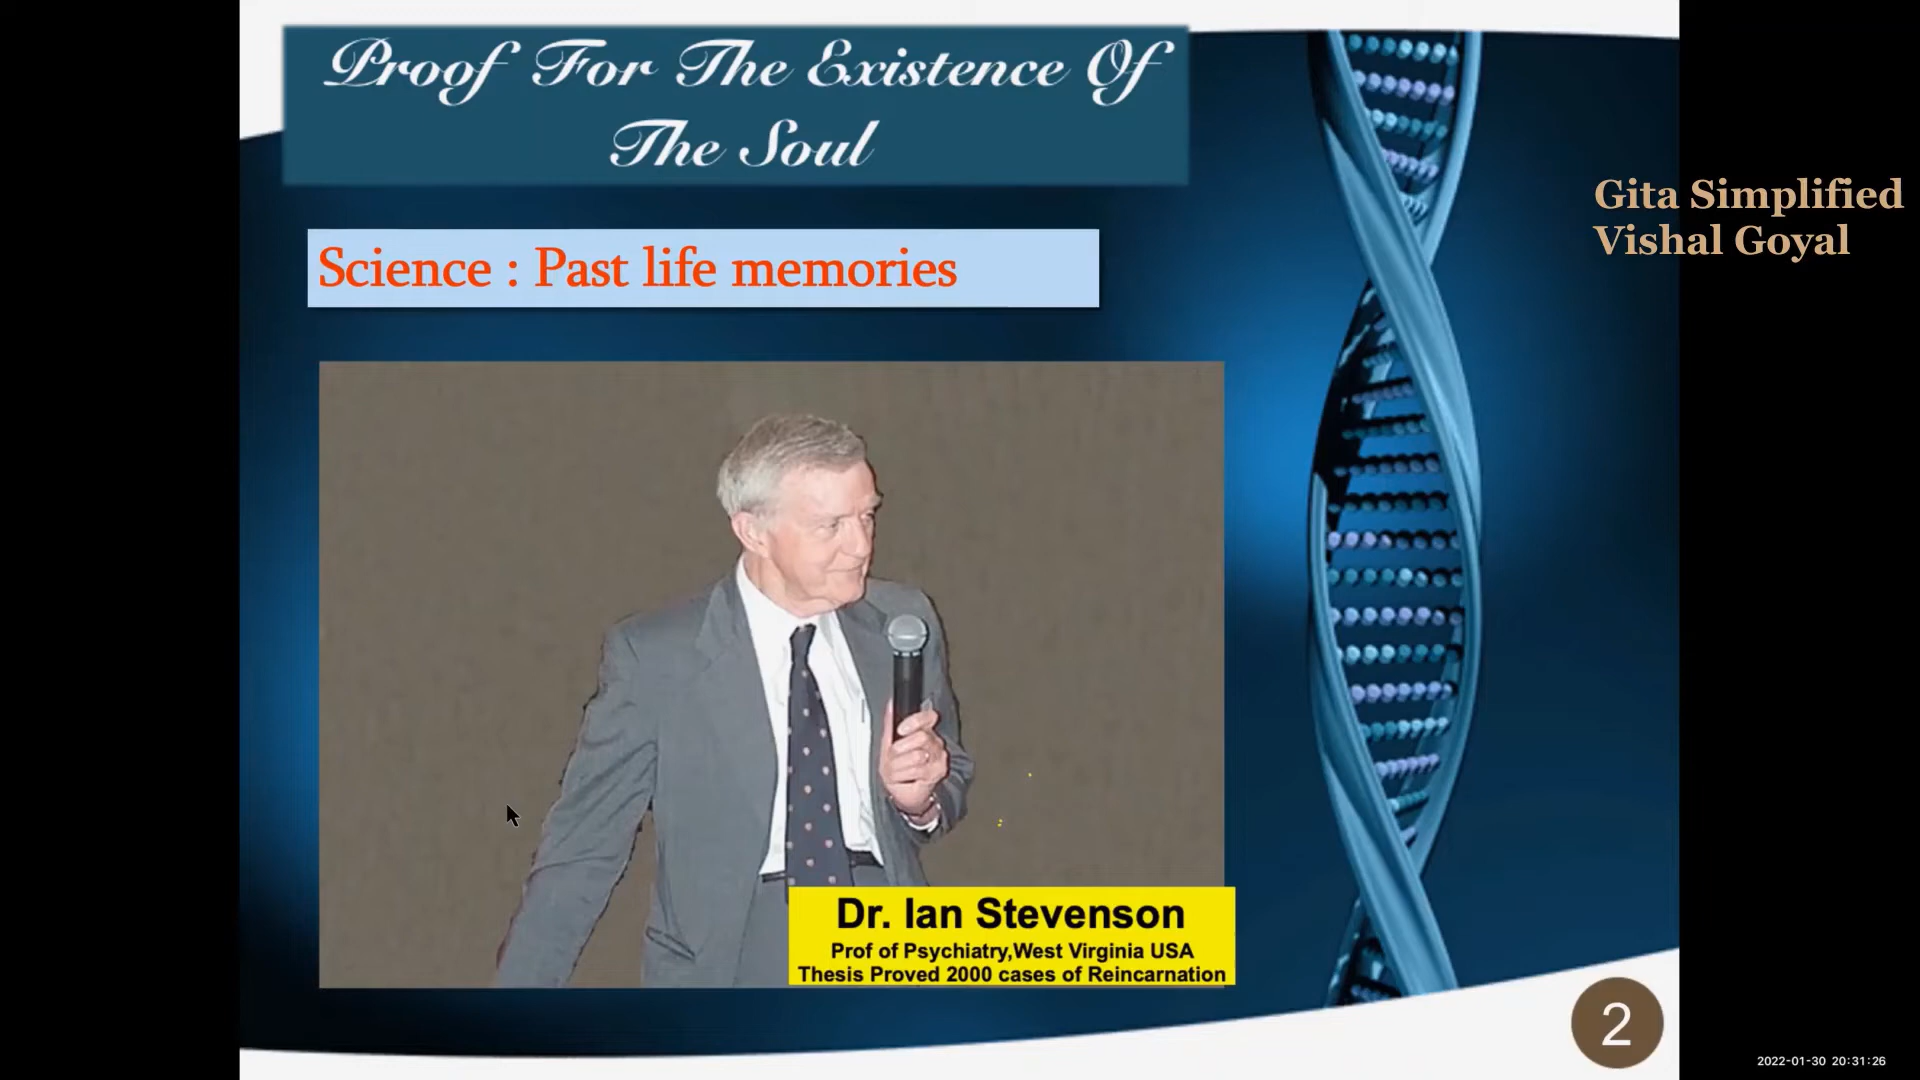 Proof For The Existence Of
The Soul
Gita Simplified
Vishal Goyal
Science : Past life memories
Dr. Ian Stevenson
Prof of Psychiatry,West Virginia USA
Thesis Proved 2000 cases of Reincarnation
2
2022-01-30 20:31:26